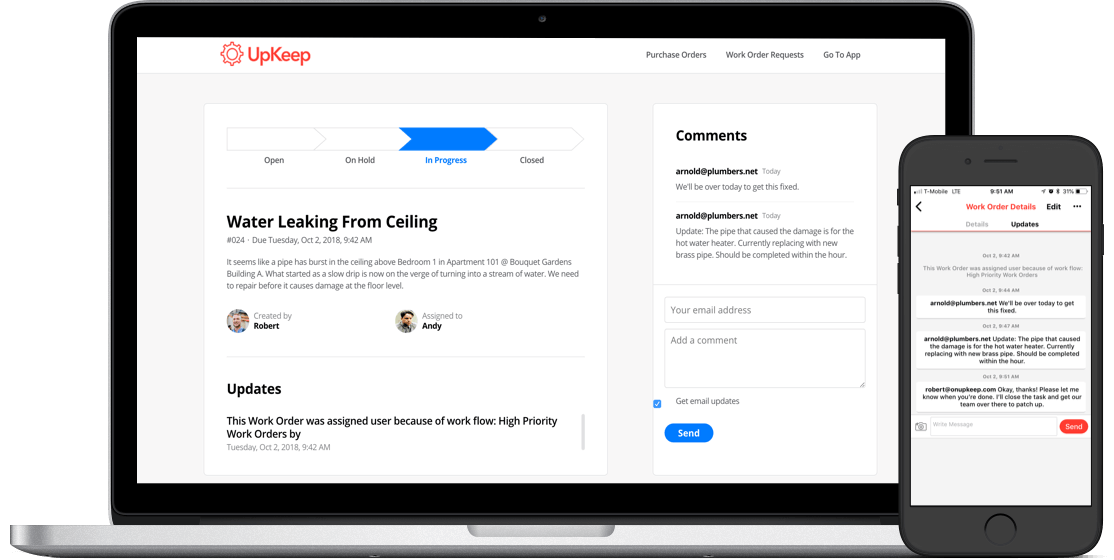 UpKeep
Purchase Orders
Work Order Requests
Go To App
Open
On Hold
In Progress
Closed
Water Leaking From Ceiling
#024 · Due Tuesday, Oct 2, 2018, 9:42 AM
It seems like a pipe has burst in the ceiling above Bedroom 1 in Apartment 101 @ Bouquet Gardens
Building A. What started as a slow drip is now on the verge of turning into a stream of water. We need
to repair before it causes damage at the floor level.
Created by
Robert
Assigned to
Andy
Updates
This Work Order was assigned user because of work flow: High Priority
Work Orders by
Tuesday, Oct 2, 2018, 9:42 AM
Comments
arnold@plumbers.net Today
We'll be over today to get this fixed.
arnold@plumbers.net Today
Update: The pipe that caused the damage is for the
hot water heater. Currently replacing with new
brass pipe. Should be completed within the hour.
Your email address
Add a comment
Get email updates
Send
T-Mobile LTE 9:51 AM 31%
Work Order Details
Edit
Details
Updates
Oct 2, 9:42 AM
This Work Order was assigned user because of work flow:
High Priority Work Orders
Oct 2, 9:44 AM
arnold@plumbers.net We'll be over today to get
this fixed.
Oct 2, 9:47 AM
arnold@plumbers.net Update: The pipe that caused
the damage is for the hot water heater. Currently
replacing with new brass pipe. Should be completed
within the hour.
Oct 2, 9:51 AM
robert@onupkeep.com Okay, thanks! Please let me
know when you're done. I'll close the task and get our
team over there to patch up.
Write Message
Send